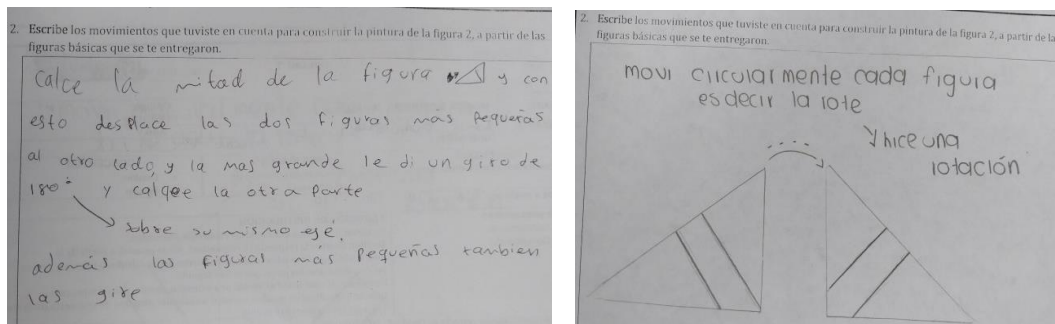 2. Escribe los movimientos que tuviste en cuenta para construir la pintura de la figura 2, a partir de las
figuras básicas que se te entregaron.
Calce la mitad de la figura y con
esto desplace las dos figuras más pequeñas
al otro lado, y la mas grande le di un giro de
180° y calqee la otra parte
sobre su mismo eje.
además las figuras más pequeñas tambien
las gire
2. Escribe los movimientos que tuviste en cuenta para construir la pintura de la figura 2, a partir de la
figuras básicas que se te entregaron.
movi circularmente cada figura
es decir la rote
y hice una
rotación